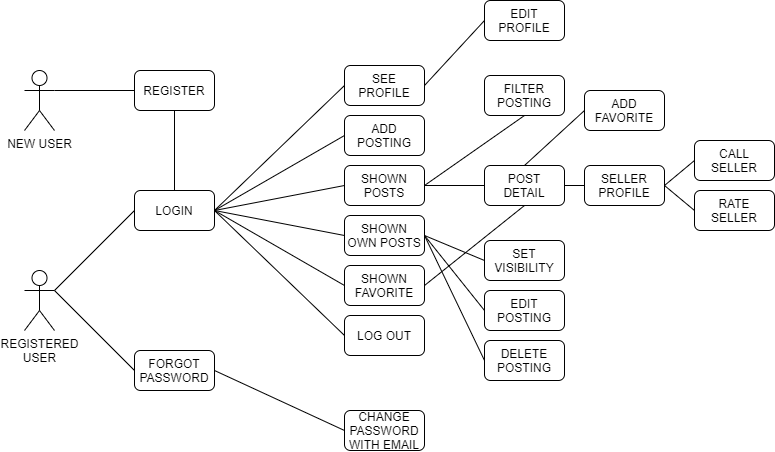 EDIT
PROFILE
SEE
PROFILE
REGISTER
FILTER
POSTING
ADD
FAVORITE
NEW USER
ADD
POSTING
CALL
SELLER
SHOWN
POSTS
POST
DETAIL
SELLER
PROFILE
LOGIN
RATE
SELLER
SHOWN
OWN POSTS
SET
VISIBILITY
SHOWN
FAVORITE
EDIT
POSTING
REGISTERED
USER
LOG OUT
DELETE
POSTING
FORGOT
PASSWORD
CHANGE
PASSWORD
WITH EMAIL